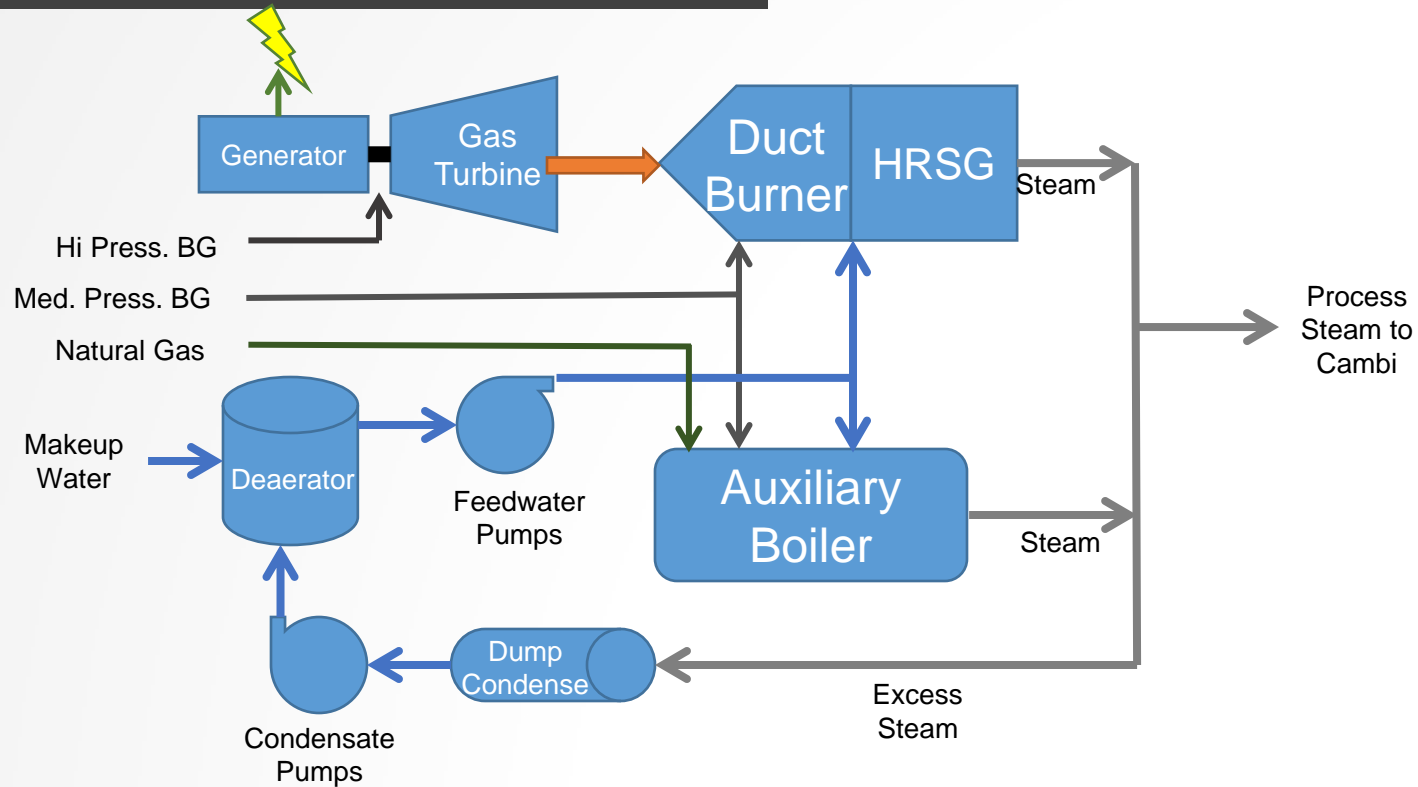 Generator
Gas
Turbine
Duct
Burner
HRSG
Steam
Hi Press. BG
Med. Press. BG
Natural Gas
Process
Steam to
Cambi
Makeup
Water
Deaerator
Feedwater
Pumps
Auxiliary
Boiler
Steam
Dump
Condense
Excess
Steam
Condensate
Pumps